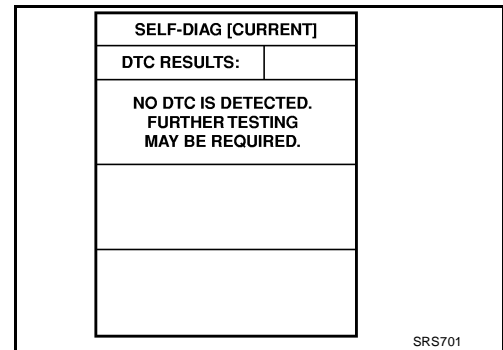 SELF-DIAG [CURRENT]
DTC RESULTS:
NO DTC IS DETECTED.
FURTHER TESTING
MAY BE REQUIRED.
SRS701